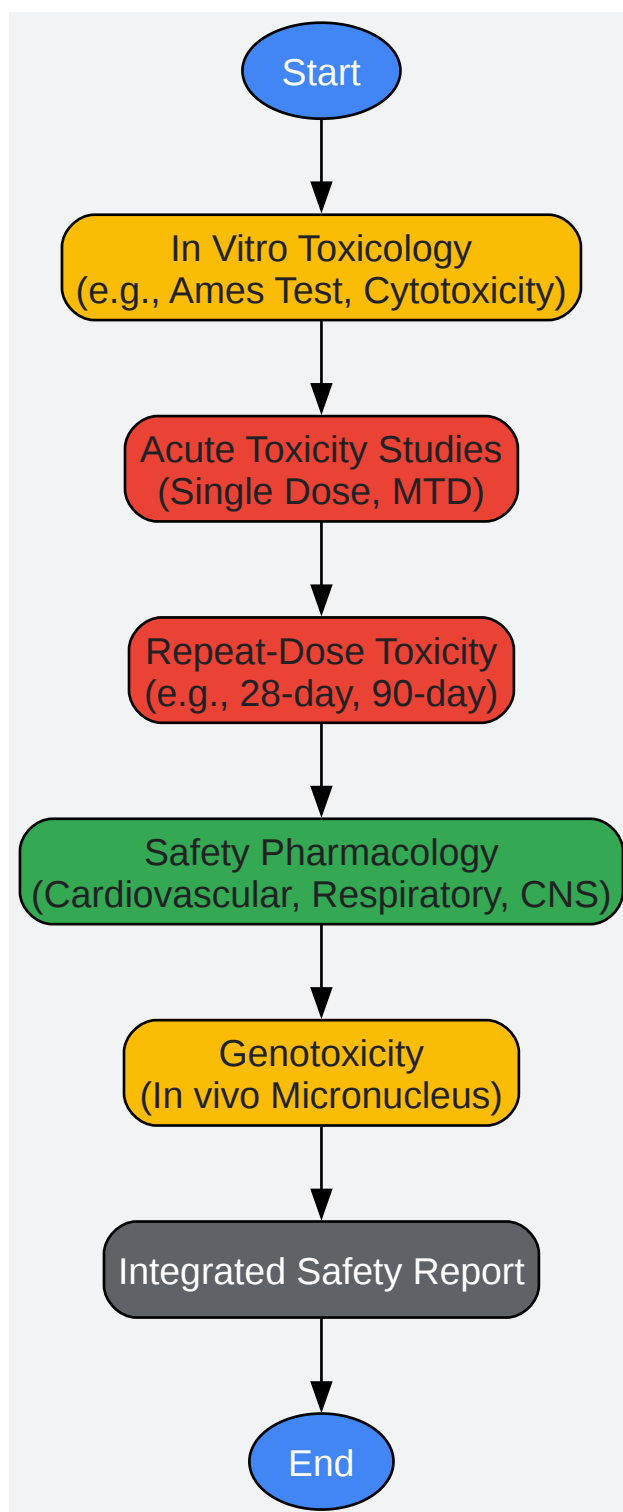 Start
In Vitro Toxicology
(e.g., Ames Test, Cytotoxicity)
Acute Toxicity Studies
(Single Dose, MTD)
Repeat-Dose Toxicity
(e.g., 28-day, 90-day)
Safety Pharmacology
(Cardiovascular, Respiratory, CNS)
Genotoxicity
(In vivo Micronucleus)
Integrated Safety Report
End